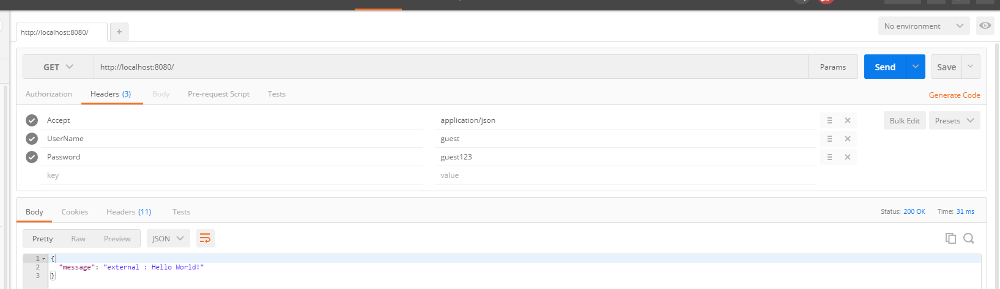 http://localhost:8080/
+
No environment
GET http://localhost:8080/ Params Send Save
Authorization Headers (3) Body Pre-request Script Tests Generate Code
Accept application/json Bulk Edit Presets
UserName guest
Password guest123
key value
Body Cookies Headers (11) Tests Status: 200 OK Time: 31 ms
Pretty Raw Preview JSON
1 {
2 "message": "external : Hello World!"
3 }